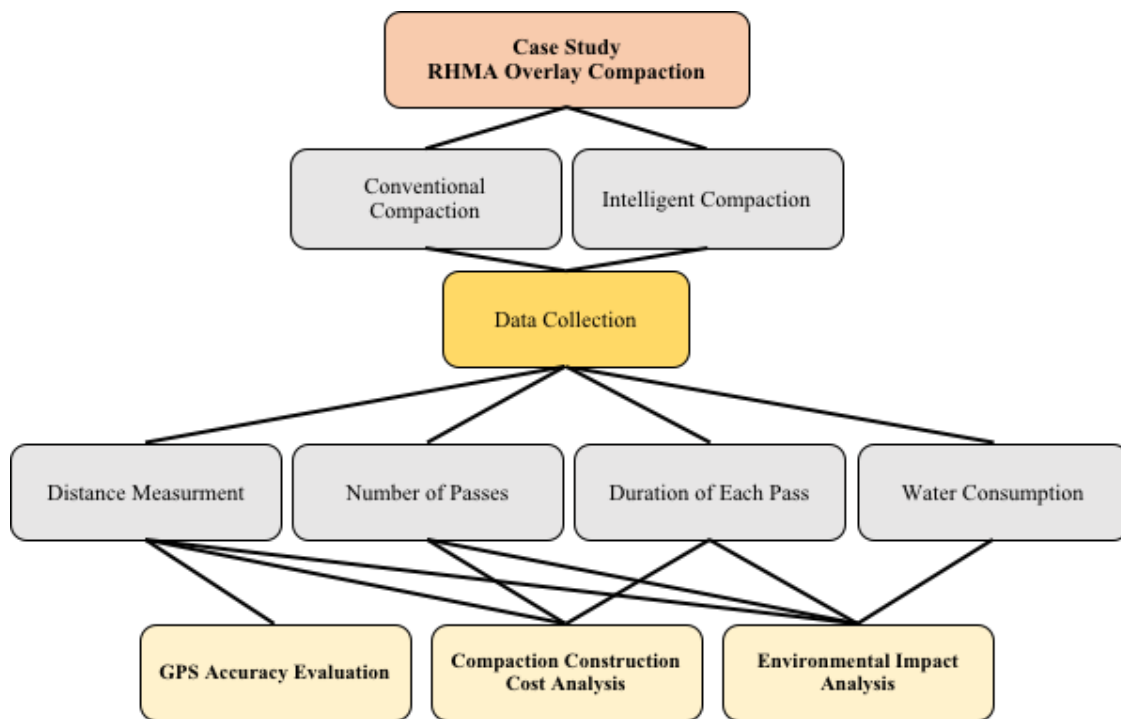 Case Study
RHMA Overlay Compaction
Conventional
Compaction
Intelligent Compaction
Data Collection
Distance Measurment
Number of Passes
Duration of Each Pass
Water Consumption
GPS Accuracy Evaluation
Compaction Construction
Cost Analysis
Environmental Impact
Analysis